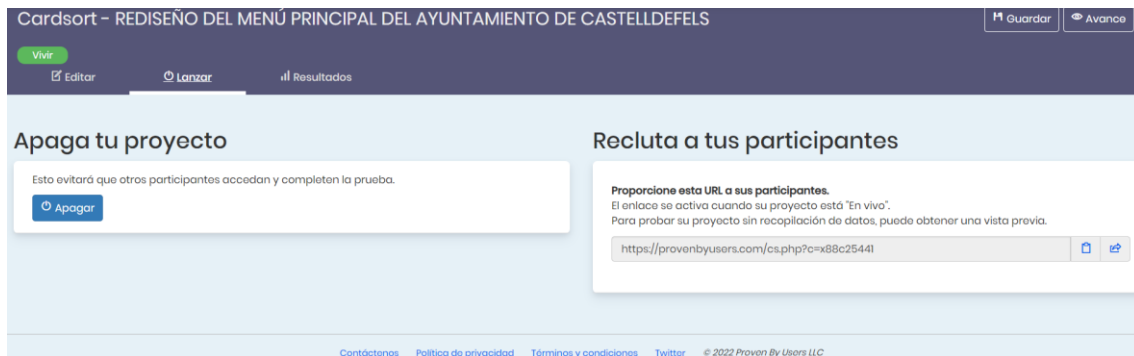 Cardsort - REDISEÑO DEL MENÚ PRINCIPAL DEL AYUNTAMIENTO DE CASTELLDEFELS
Guardar
Avance
Vivir
Editar
Lanzar
Resultados
Apaga tu proyecto
Esto evitará que otros participantes accedan y completen la prueba.
Apagar
Recluta a tus participantes
Proporcione esta URL a sus participantes.
El enlace se activa cuando su proyecto está "En vivo".
Para probar su proyecto sin recopilación de datos, puede obtener una vista previa.
https://provenbyusers.com/cs.php?c=x88c25441
Contáctenos Política de privacidad Términos y condiciones Twitter © 2022 Proven By Users LLC